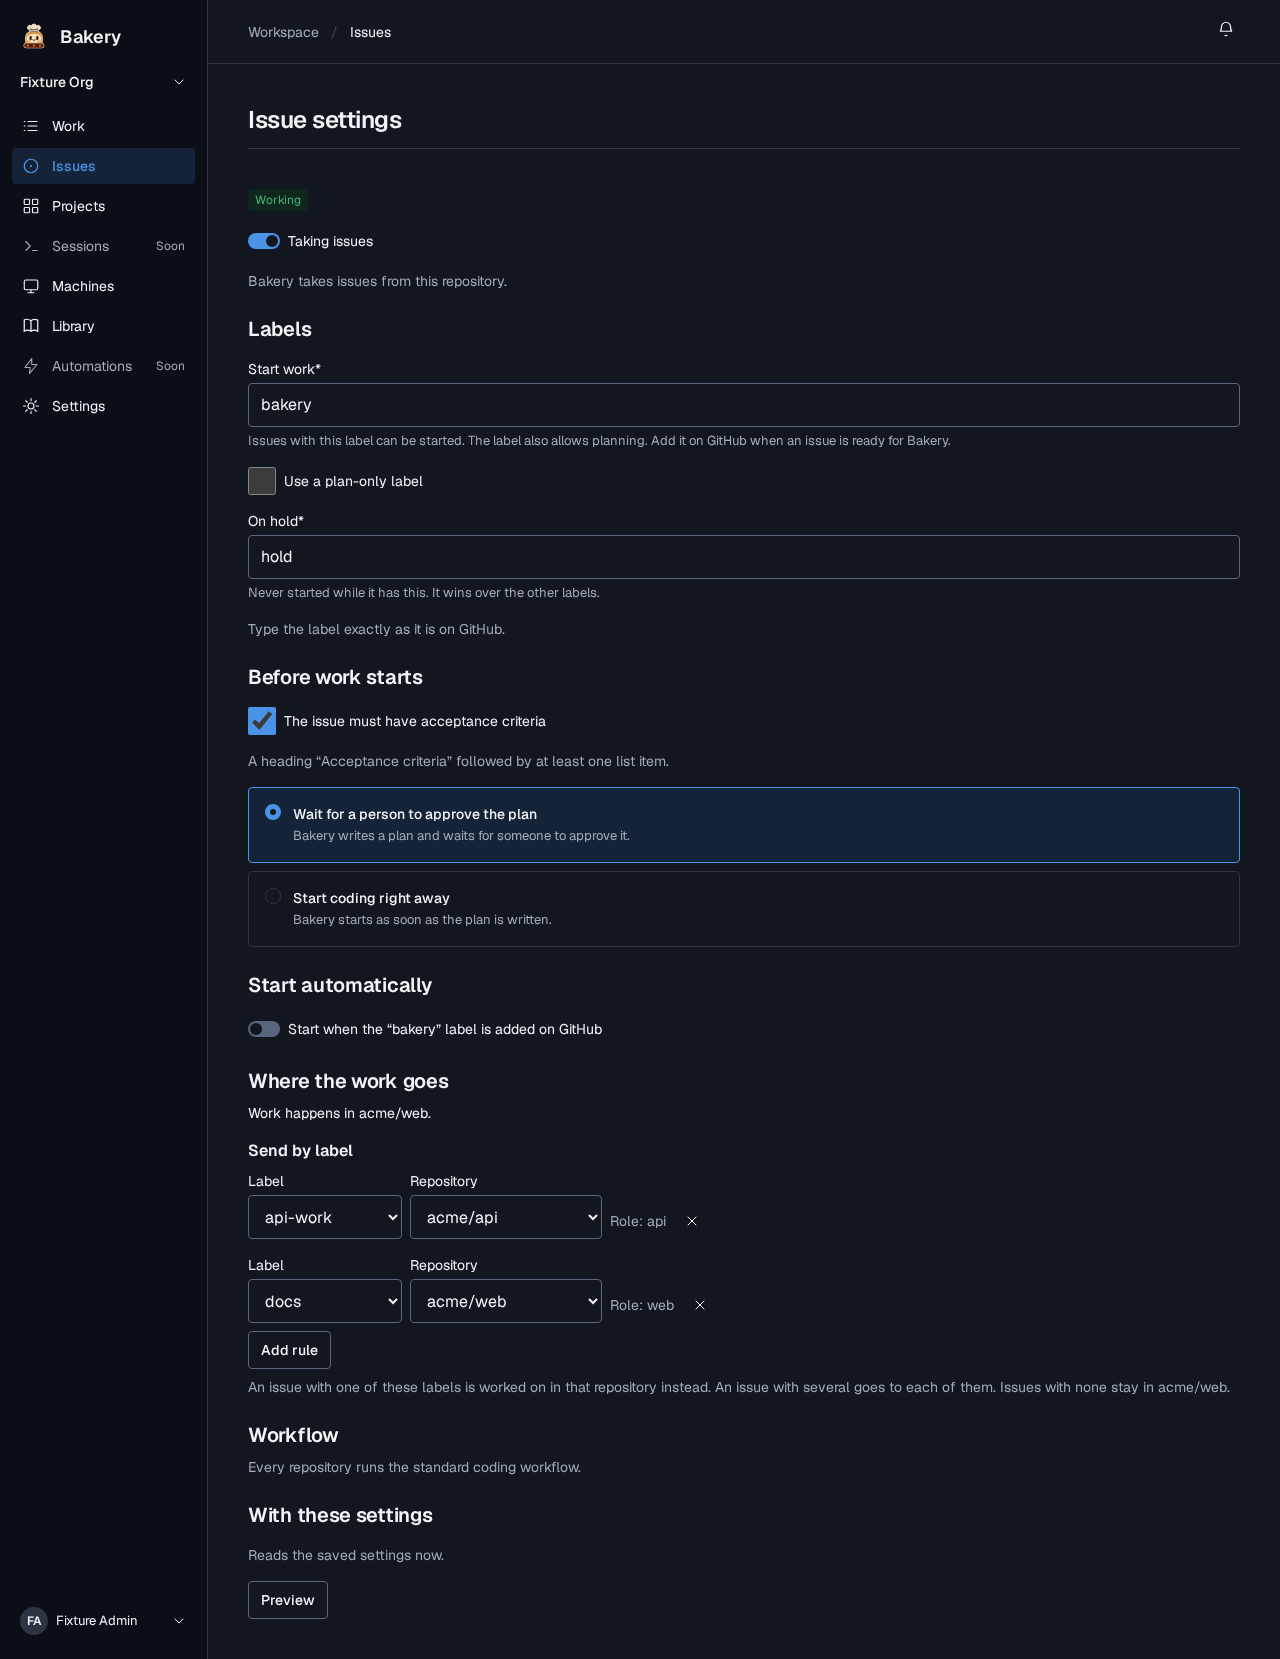 Bakery
Fixture Org
Work
Issues
Projects
Sessions Soon
Machines
Library
Automations Soon
Settings
FA Fixture Admin
Workspace / Issues
Issue settings
Working
Taking issues
Bakery takes issues from this repository.
Labels
Start work*
bakery
Issues with this label can be started. The label also allows planning. Add it on GitHub when an issue is ready for Bakery.
Use a plan-only label
On hold*
hold
Never started while it has this. It wins over the other labels.
Type the label exactly as it is on GitHub.
Before work starts
The issue must have acceptance criteria
A heading “Acceptance criteria” followed by at least one list item.
Wait for a person to approve the plan
Bakery writes a plan and waits for someone to approve it.
Start coding right away
Bakery starts as soon as the plan is written.
Start automatically
Start when the “bakery” label is added on GitHub
Where the work goes
Work happens in acme/web.
Send by label
Label Repository
api-work acme/api Role: api
Label Repository
docs acme/web Role: web
Add rule
An issue with one of these labels is worked on in that repository instead. An issue with several goes to each of them. Issues with none stay in acme/web.
Workflow
Every repository runs the standard coding workflow.
With these settings
Reads the saved settings now.
Preview